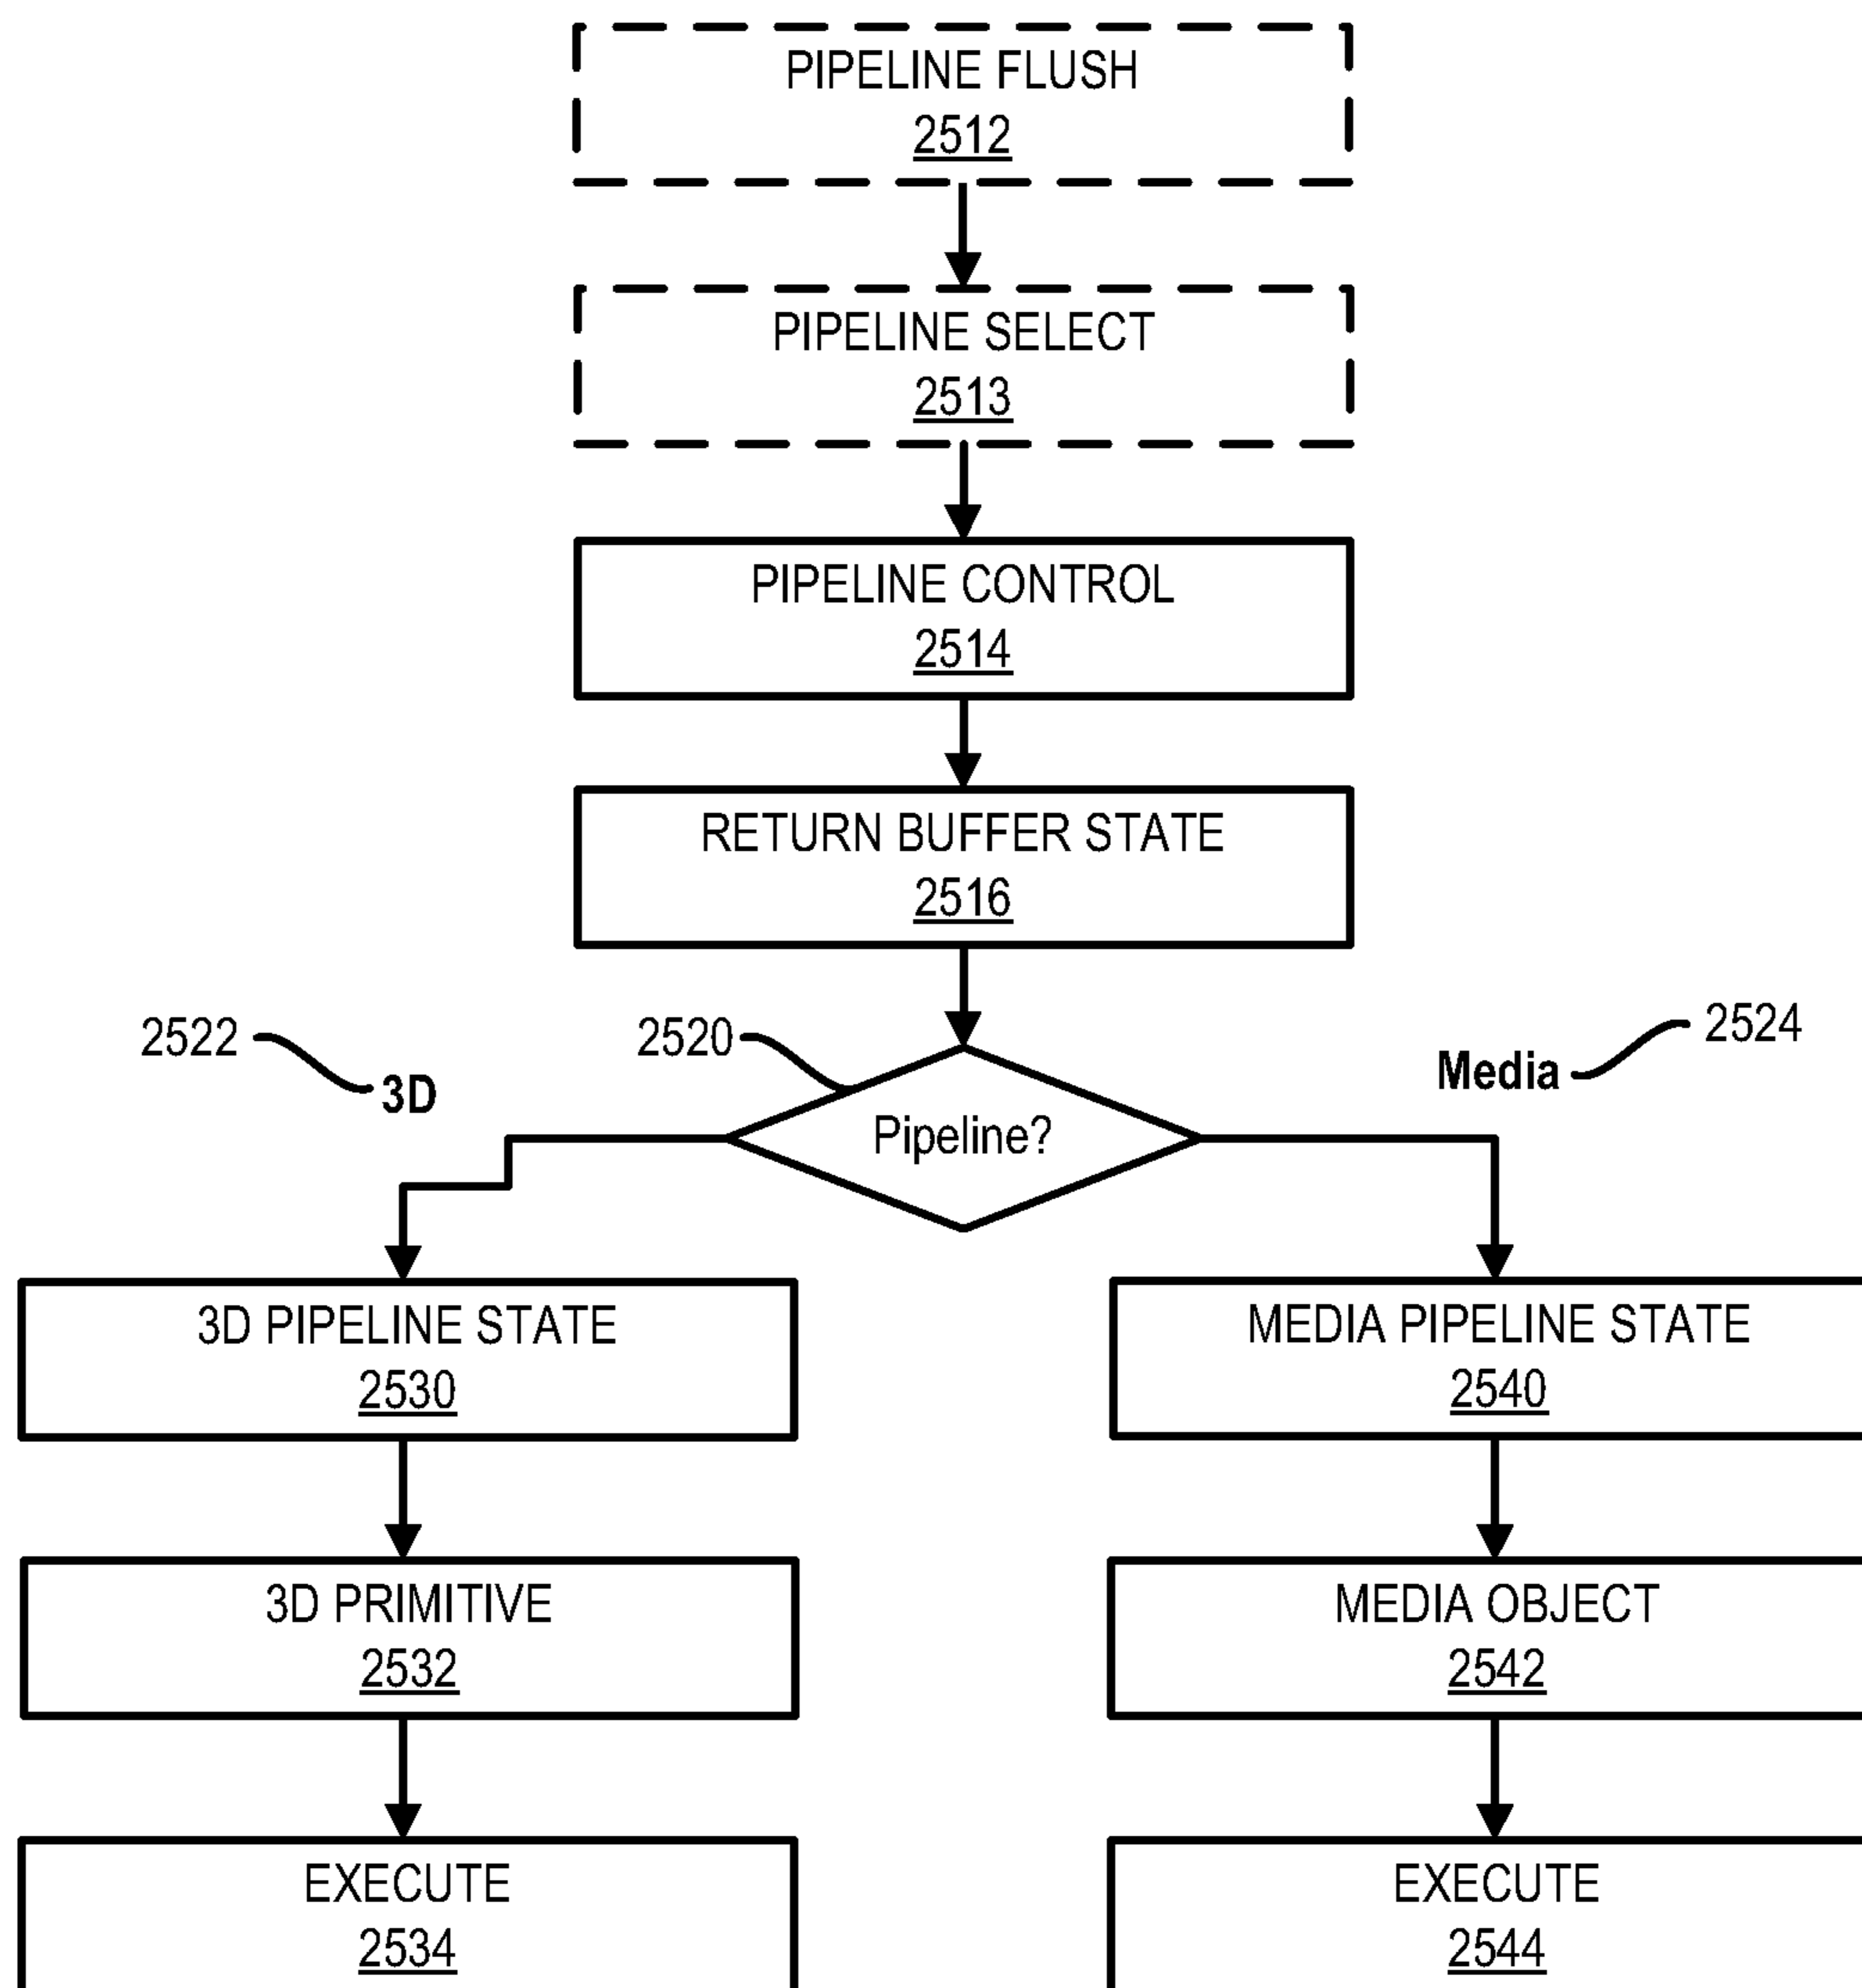 PIPELINE FLUSH
2512
PIPELINE SELECT
2513
PIPELINE CONTROL
2514
RETURN BUFFER STATE
2516
2522
3D
2520
Pipeline?
Media
2524
3D PIPELINE STATE
2530
MEDIA PIPELINE STATE
2540
3D PRIMITIVE
2532
MEDIA OBJECT
2542
EXECUTE
2534
EXECUTE
2544